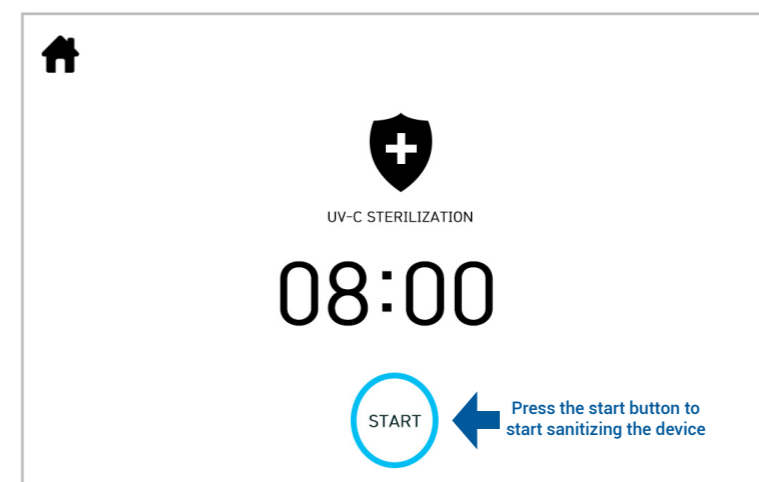 UV-C STERILIZATION
08:00
START
Press the start button to
start sanitizing the device